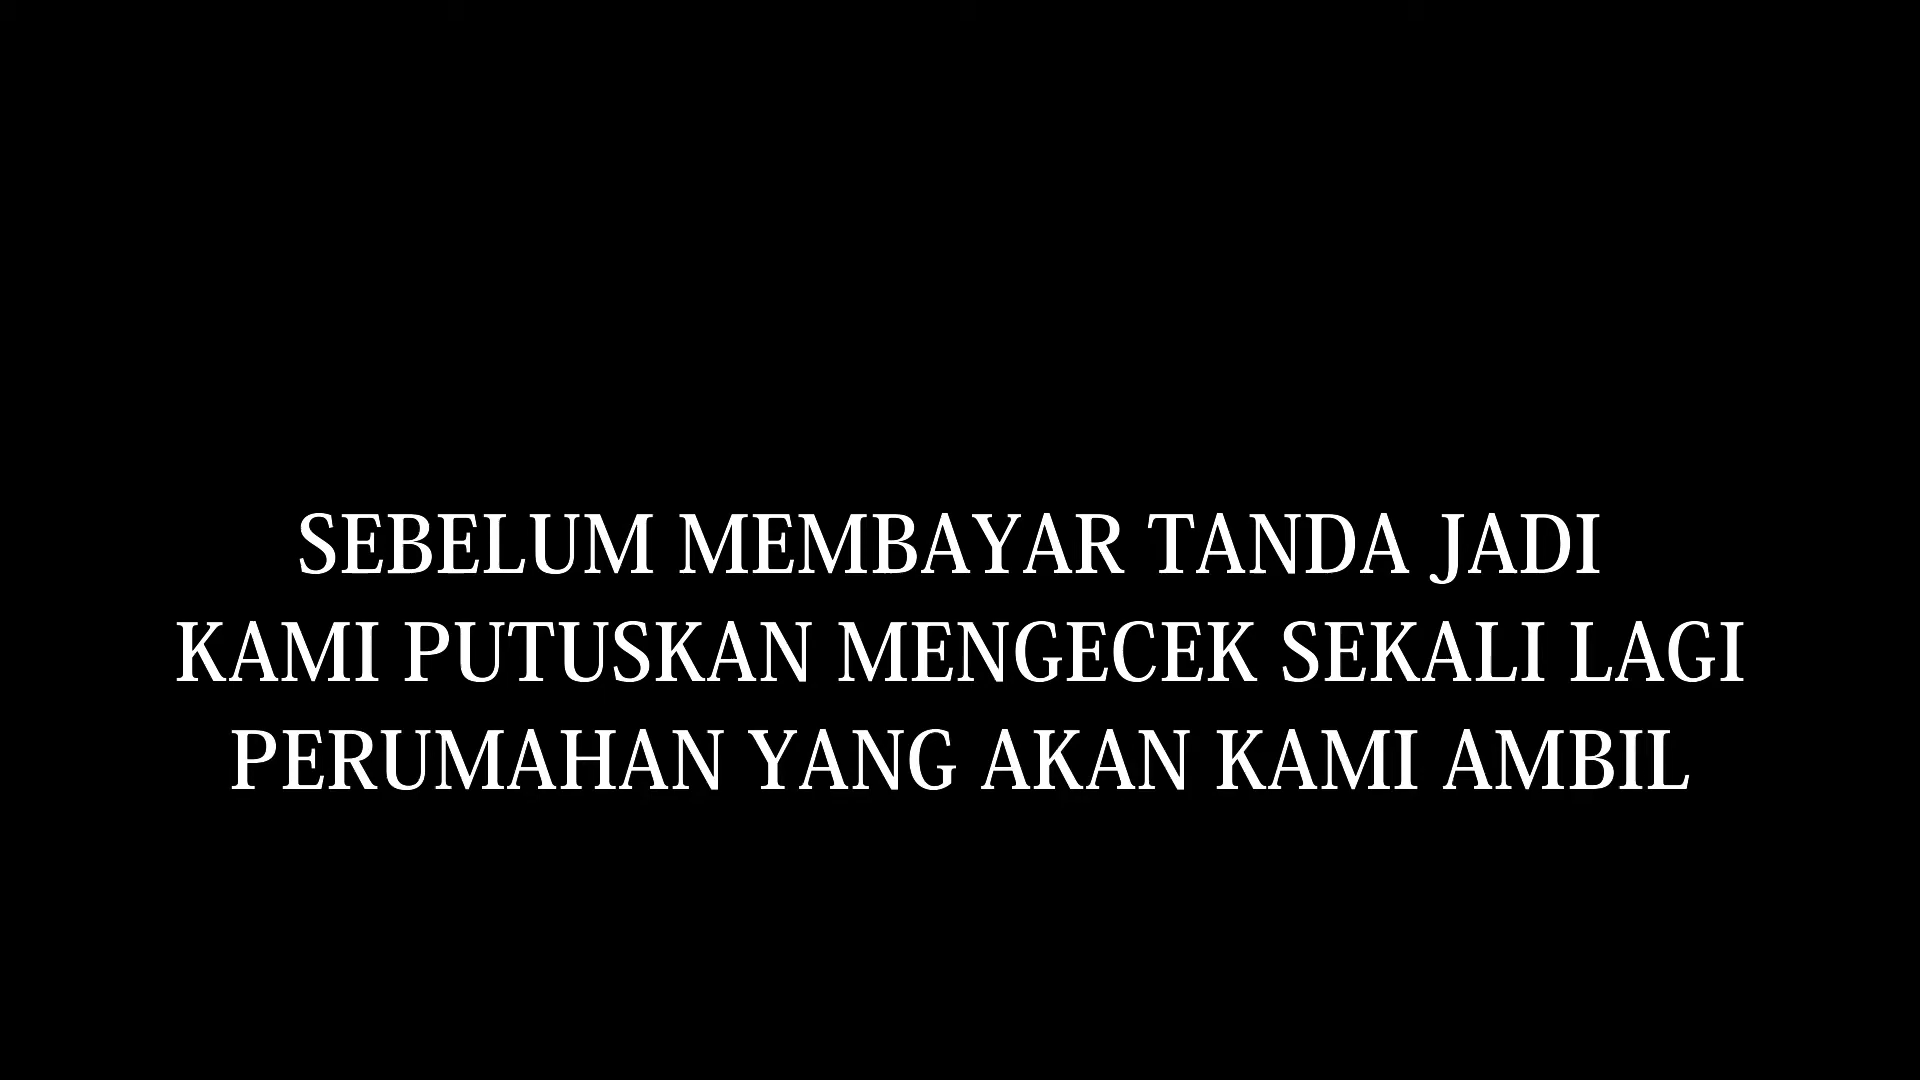 SEBELUM MEMBAYAR TANDA JADI
KAMI PUTUSKAN MENGECEK SEKALI LAGI
PERUMAHAN YANG AKAN KAMI AMBIL